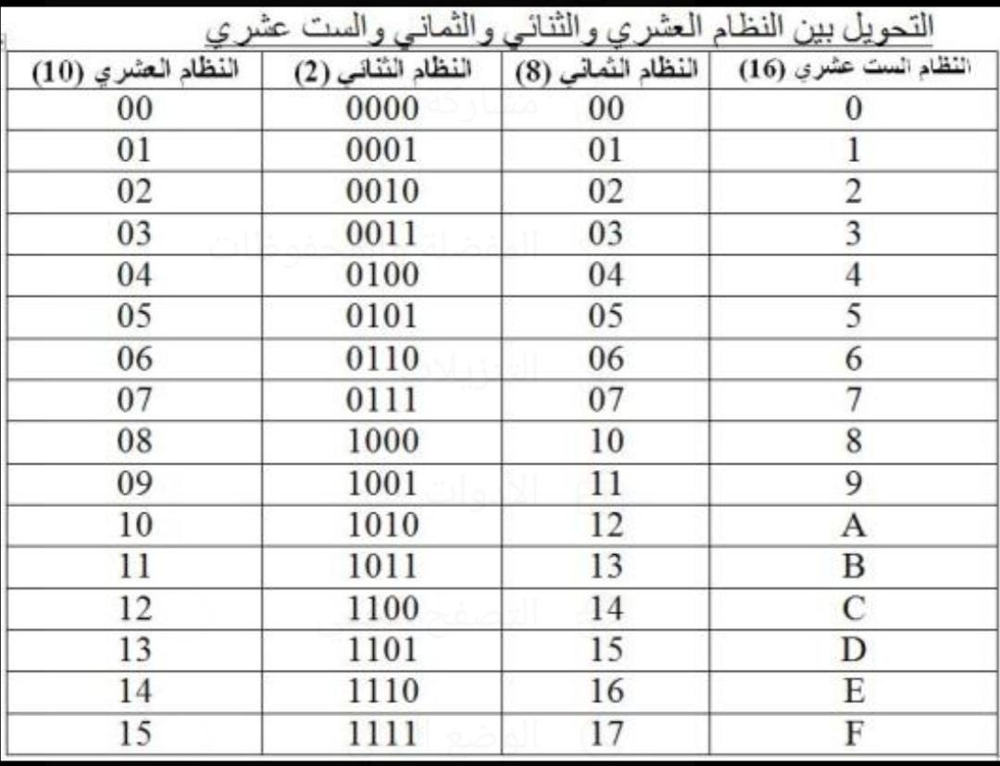 التحويل بين النظام العشري والثنائي والثماني والست عشري
النظام الست عشري (16) النظام الثماني (8) النظام الثنائي (2) النظام العشري (10)
0 00 0000 00
1 01 0001 01
2 02 0010 02
3 03 0011 03
4 04 0100 04
5 05 0101 05
6 06 0110 06
7 07 0111 07
8 10 1000 08
9 11 1001 09
A 12 1010 10
B 13 1011 11
C 14 1100 12
D 15 1101 13
E 16 1110 14
F 17 1111 15